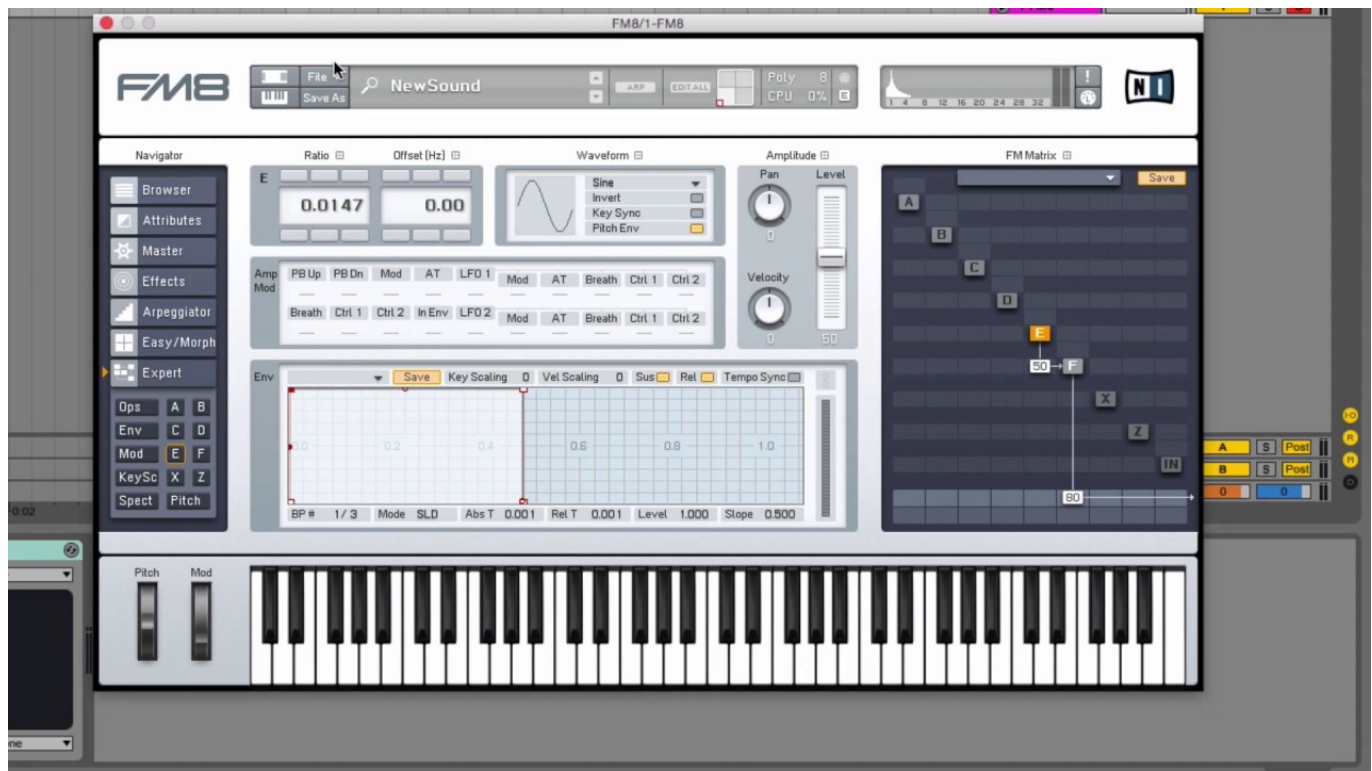 FM8/1-FM8
FM8
File
Save As
NewSound
ARP
EDIT ALL
Poly 8
CPU 0%
1 4 8 12 16 20 24 28 32
!
NI
Navigator
Ratio
Offset (Hz)
Waveform
Amplitude
FM Matrix
Browser
Attributes
Master
Effects
Arpeggiator
Easy/Morph
Expert
Ops A B
Env C D
Mod E F
KeySc X Z
Spect Pitch
E
0.0147
0.00
Sine
Invert
Key Sync
Pitch Env
Pan
Level
0
Velocity
0
50
Amp Mod
PB Up PB Dn Mod AT LFO 1 Mod AT Breath Ctrl 1 Ctrl 2
Breath Ctrl 1 Ctrl 2 In Env LFO 2 Mod AT Breath Ctrl 1 Ctrl 2
Env
Save Key Scaling 0 Vel Scaling 0 Sus Rel Tempo Sync
0.0 0.2 0.4 0.6 0.8 1.0
BP # 1/ 3 Mode SLD Abs T 0.001 Rel T 0.001 Level 1.000 Slope 0.500
Save
A
B
C
D
E
50 F
X
Z
IN
80
Pitch Mod
A S Post
B S Post
0 0
I-O
R
M
D
-0:02